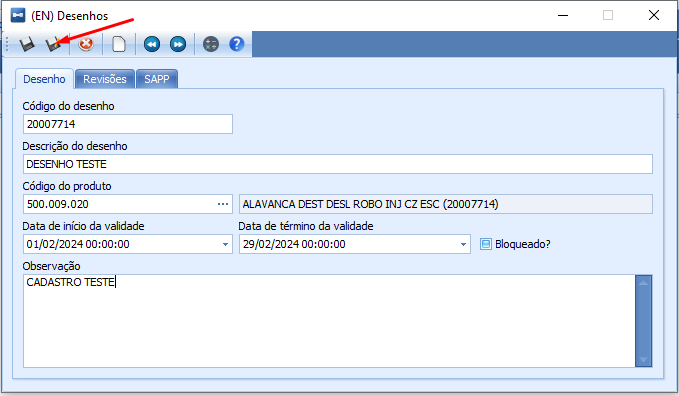 (EN) Desenhos
Desenho Revisões SAPP
Código do desenho
20007714
Descrição do desenho
DESENHO TESTE
Código do produto
500.009.020 ... ALAVANCA DEST DESL ROBO INJ CZ ESC (20007714)
Data de início da validade Data de término da validade
01/02/2024 00:00:00 29/02/2024 00:00:00 Bloqueado?
Observação
CADASTRO TESTE